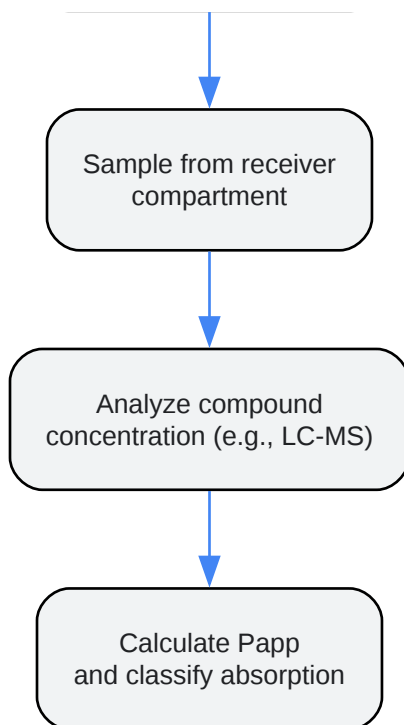 Sample from receiver
compartment
Analyze compound
concentration (e.g., LC-MS)
Calculate Papp
and classify absorption